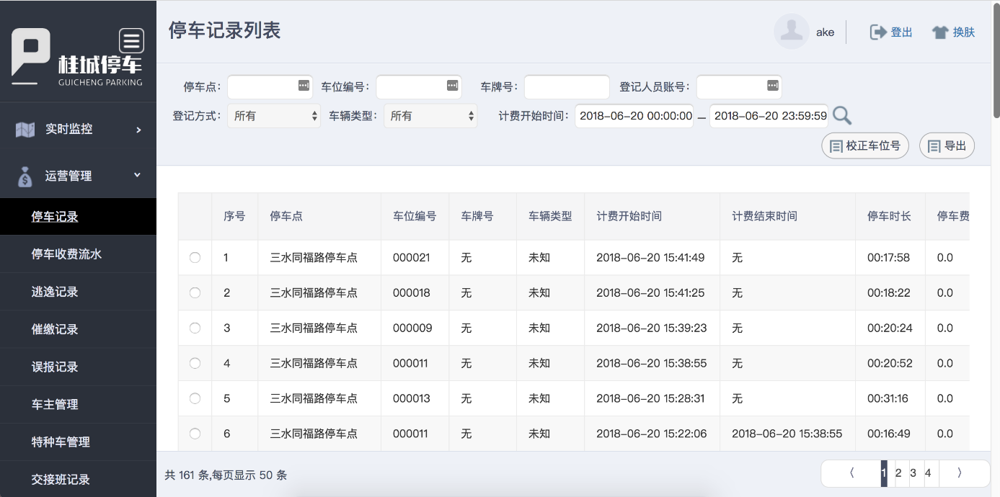 桂城停车
GUICHENG PARKING
实时监控
运营管理
停车记录
停车收费流水
逃逸记录
催缴记录
误报记录
车主管理
特种车管理
交接班记录
停车记录列表
ake 登出 换肤
停车点: 车位编号: 车牌号: 登记人员账号:
登记方式: 所有 车辆类型: 所有 计费开始时间: 2018-06-20 00:00:00 – 2018-06-20 23:59:59
校正车位号 导出
序号 停车点 车位编号 车牌号 车辆类型 计费开始时间 计费结束时间 停车时长 停车费
1 三水同福路停车点 000021 无 未知 2018-06-20 15:41:49 无 00:17:58 0.0
2 三水同福路停车点 000018 无 未知 2018-06-20 15:41:25 无 00:18:22 0.0
3 三水同福路停车点 000009 无 未知 2018-06-20 15:39:23 无 00:20:24 0.0
4 三水同福路停车点 000011 无 未知 2018-06-20 15:38:55 无 00:20:52 0.0
5 三水同福路停车点 000013 无 未知 2018-06-20 15:28:31 无 00:31:16 0.0
6 三水同福路停车点 000011 无 未知 2018-06-20 15:22:06 2018-06-20 15:38:55 00:16:49 0.0
共 161 条,每页显示 50 条
〈 1 2 3 4 〉